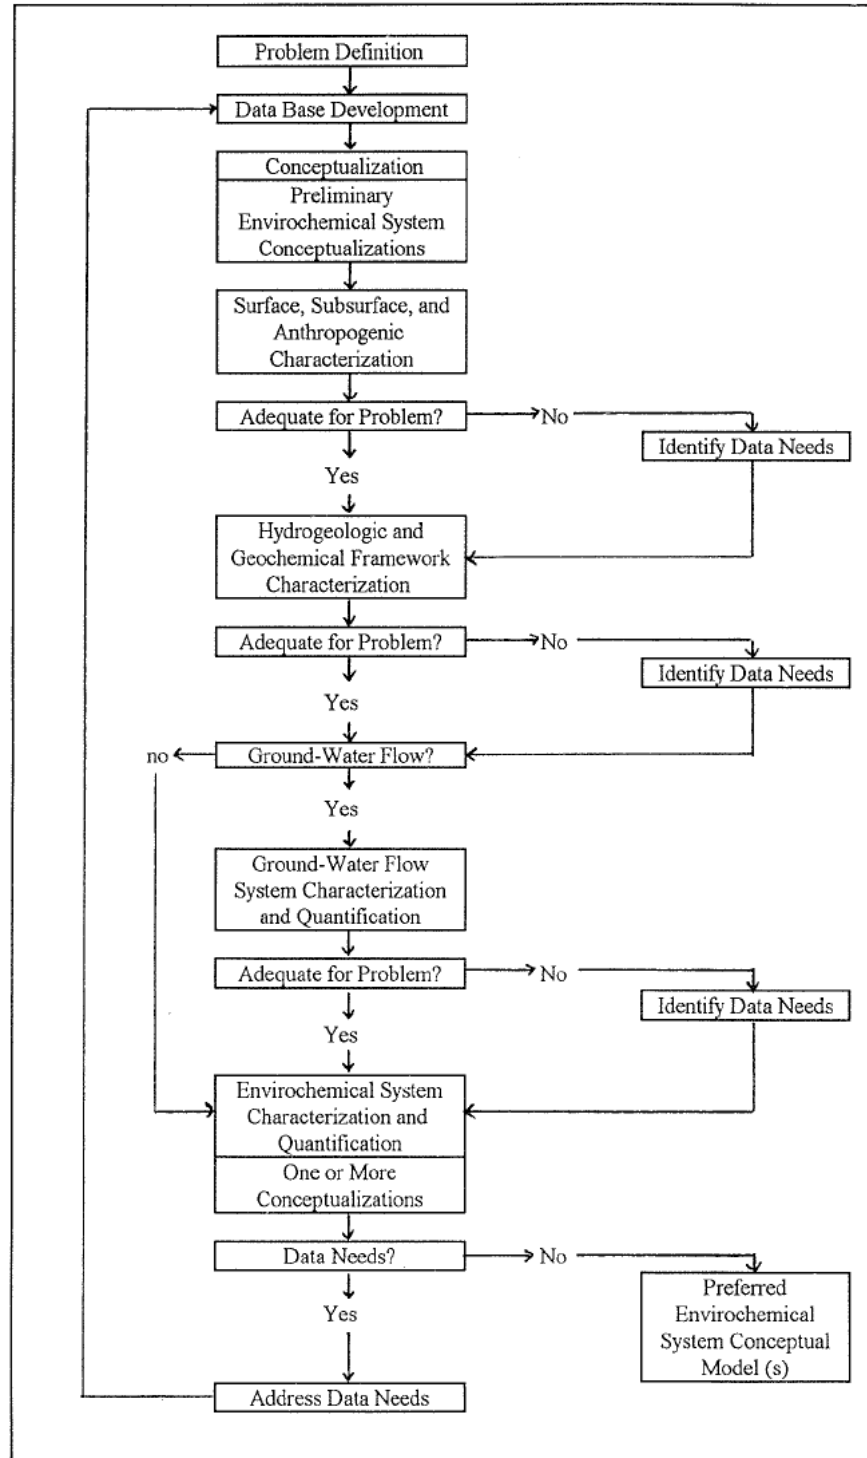 Problem Definition
Data Base Development
Conceptualization
Preliminary
Envirochemical System
Conceptualizations
Surface, Subsurface, and
Anthropogenic
Characterization
Adequate for Problem?
No
Identify Data Needs
Yes
Hydrogeologic and
Geochemical Framework
Characterization
Adequate for Problem?
No
Identify Data Needs
Yes
no
Ground-Water Flow?
Yes
Ground-Water Flow
System Characterization
and Quantification
Adequate for Problem?
No
Identify Data Needs
Yes
Envirochemical System
Characterization and
Quantification
One or More
Conceptualizations
Data Needs?
No
Preferred
Envirochemical
System Conceptual
Model (s)
Yes
Address Data Needs